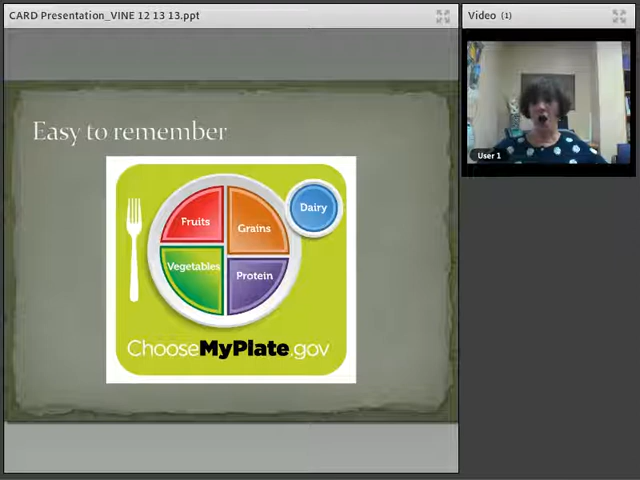 CARD Presentation_VINE 12 13 13.ppt
Video (1)
Easy to remember
Fruits
Grains
Dairy
Vegetables
Protein
ChooseMyPlate.gov
User 1